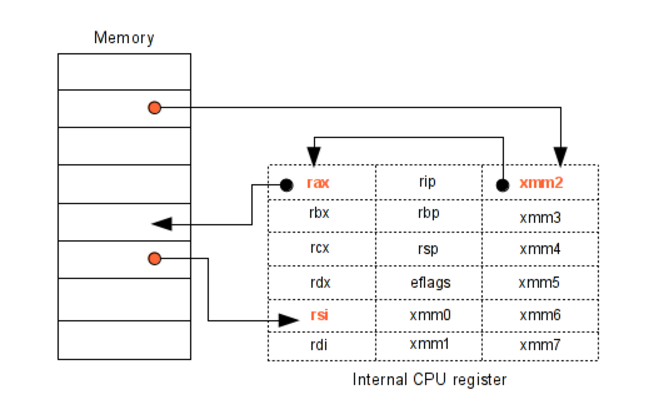 Memory
rax rip xmm2
rbx rbp xmm3
rcx rsp xmm4
rdx eflags xmm5
rsi xmm0 xmm6
rdi xmm1 xmm7
Internal CPU register